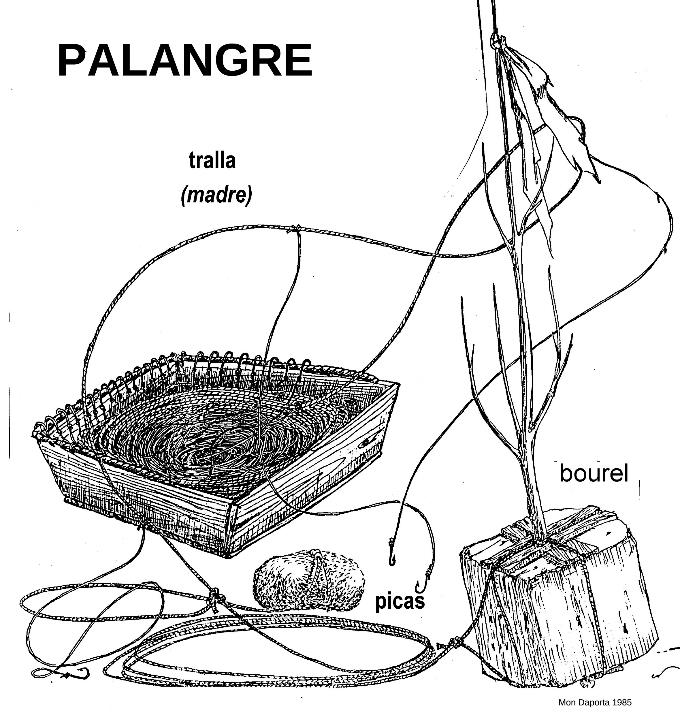 PALANGRE
tralla
(madre)
bourel
picas
Mon Daporta 1985